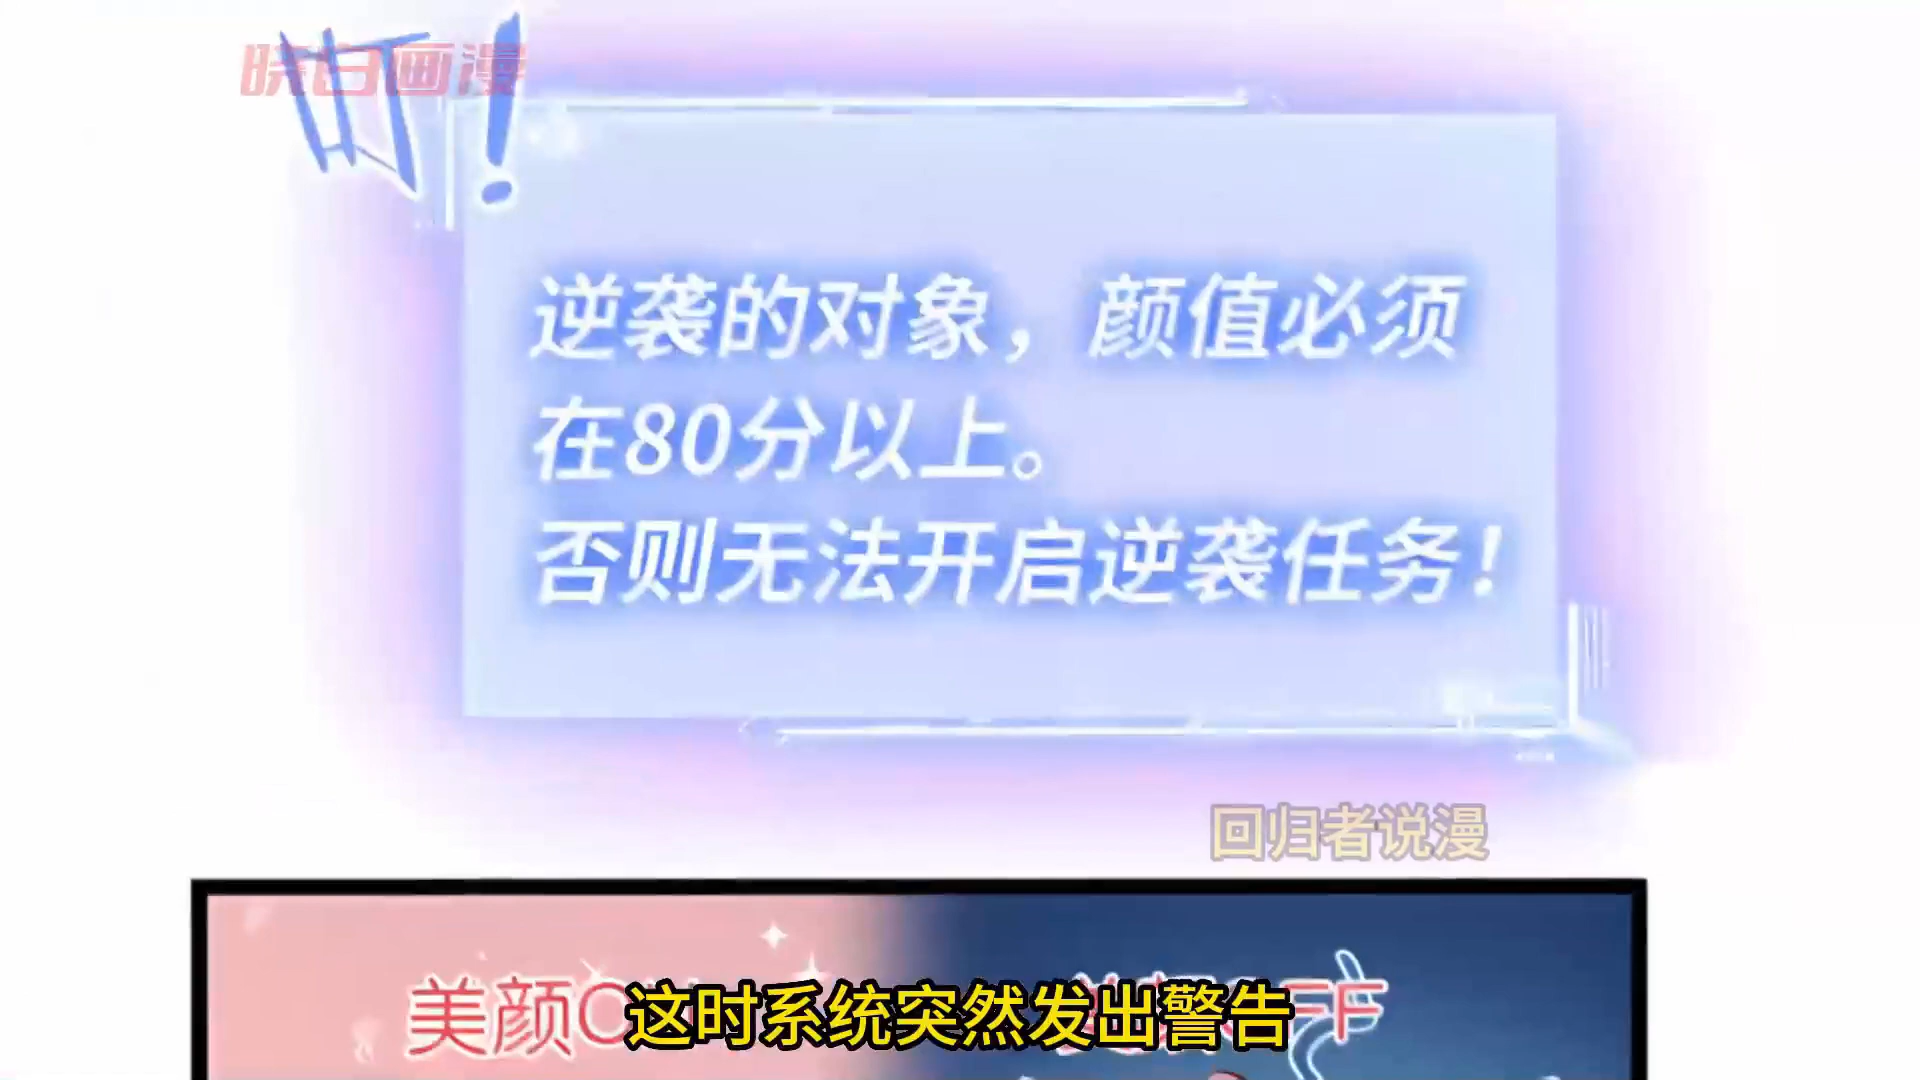 叮！
晓白画漫
逆袭的对象，颜值必须
在80分以上。
否则无法开启逆袭任务！
回归者说漫
美颜O
这时系统突然发出警告
FF